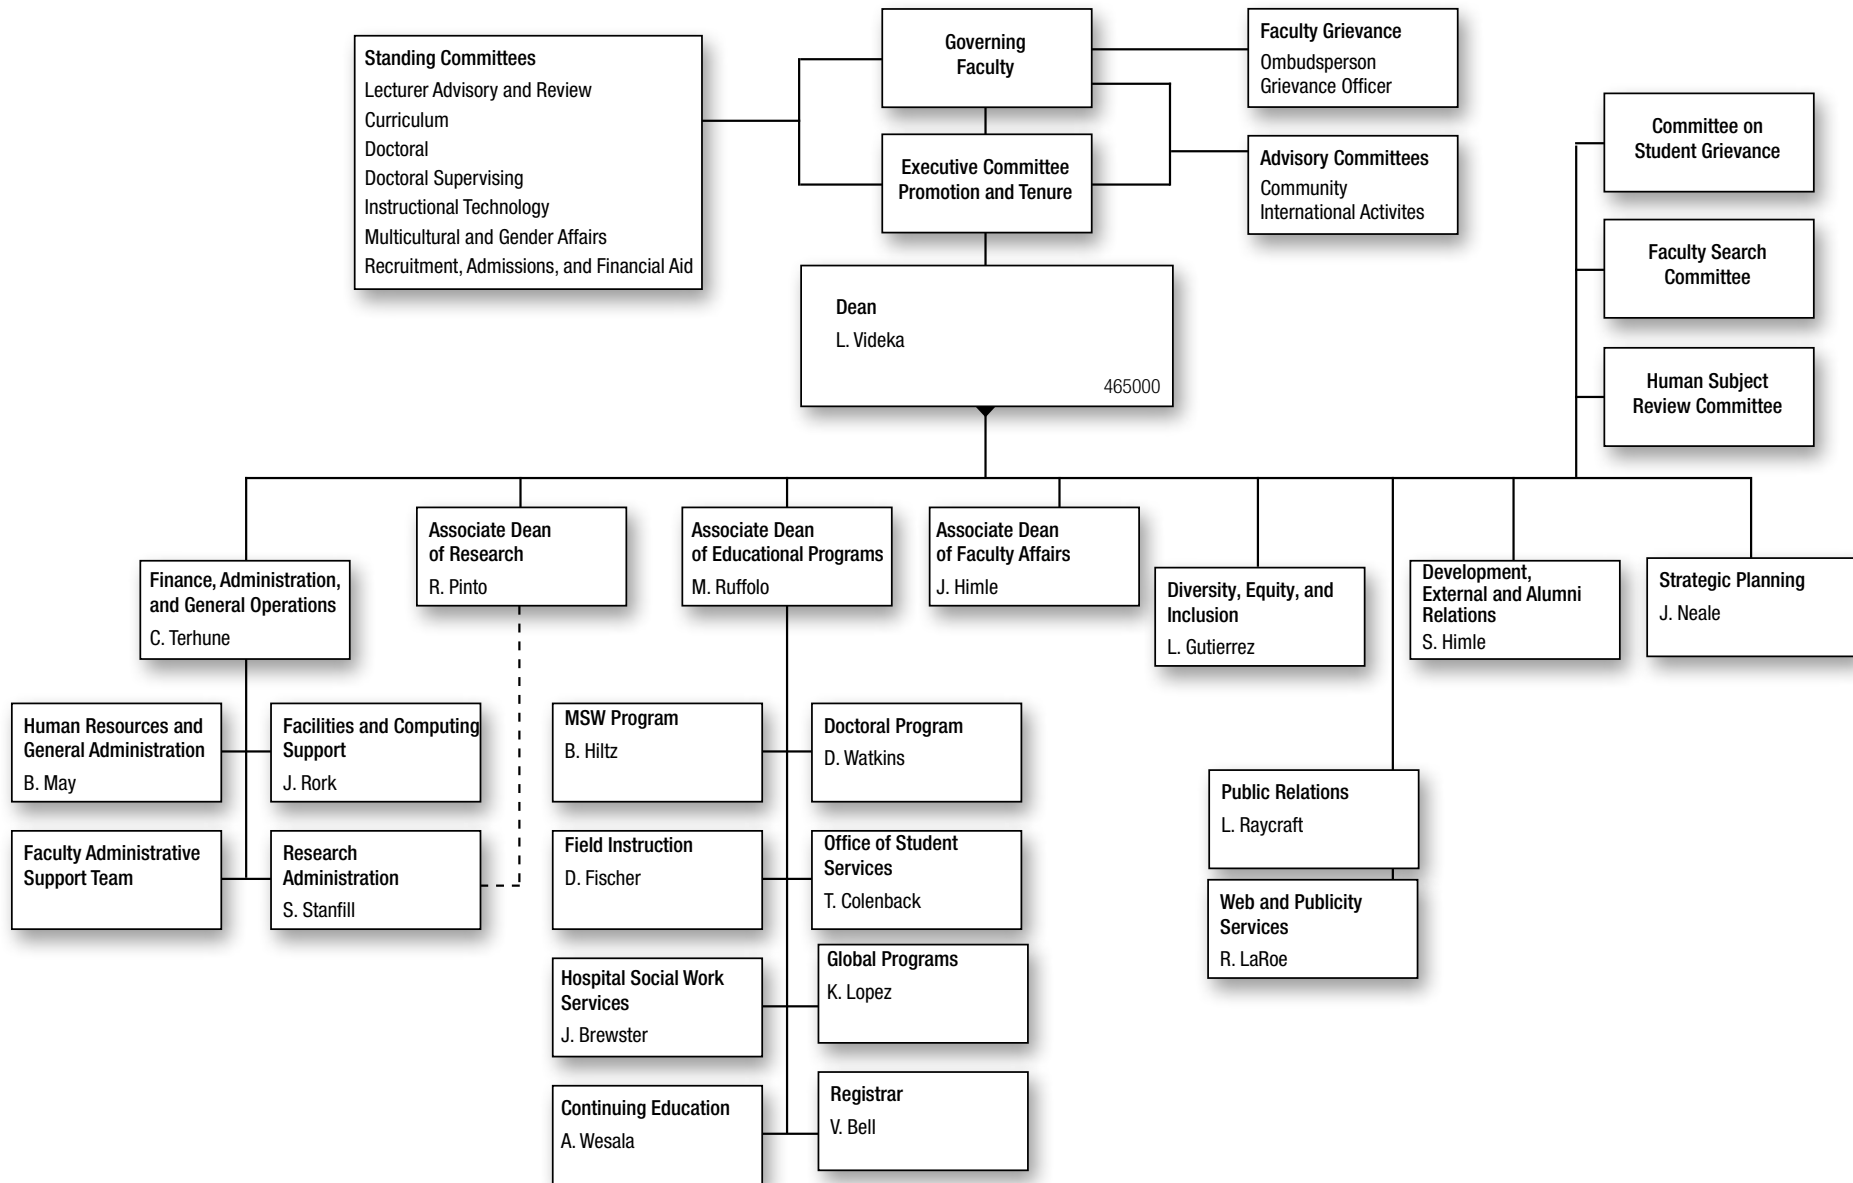 Standing Committees
Lecturer Advisory and Review
Curriculum
Doctoral
Doctoral Supervising
Instructional Technology
Multicultural and Gender Affairs
Recruitment, Admissions, and Financial Aid
Governing
Faculty
Executive Committee
Promotion and Tenure
Faculty Grievance
Ombudsperson
Grievance Officer
Advisory Committees
Community
International Activites
Committee on
Student Grievance
Faculty Search
Committee
Human Subject
Review Committee
Dean
L. Videka
465000
Finance, Administration,
and General Operations
C. Terhune
Associate Dean
of Research
R. Pinto
Associate Dean
of Educational Programs
M. Ruffolo
Associate Dean
of Faculty Affairs
J. Himle
Diversity, Equity, and
Inclusion
L. Gutierrez
Development,
External and Alumni
Relations
S. Himle
Strategic Planning
J. Neale
Human Resources and
General Administration
B. May
Facilities and Computing
Support
J. Rork
Faculty Administrative
Support Team
Research
Administration
S. Stanfill
MSW Program
B. Hiltz
Doctoral Program
D. Watkins
Field Instruction
D. Fischer
Office of Student
Services
T. Colenback
Hospital Social Work
Services
J. Brewster
Global Programs
K. Lopez
Continuing Education
A. Wesala
Registrar
V. Bell
Public Relations
L. Raycraft
Web and Publicity
Services
R. LaRoe